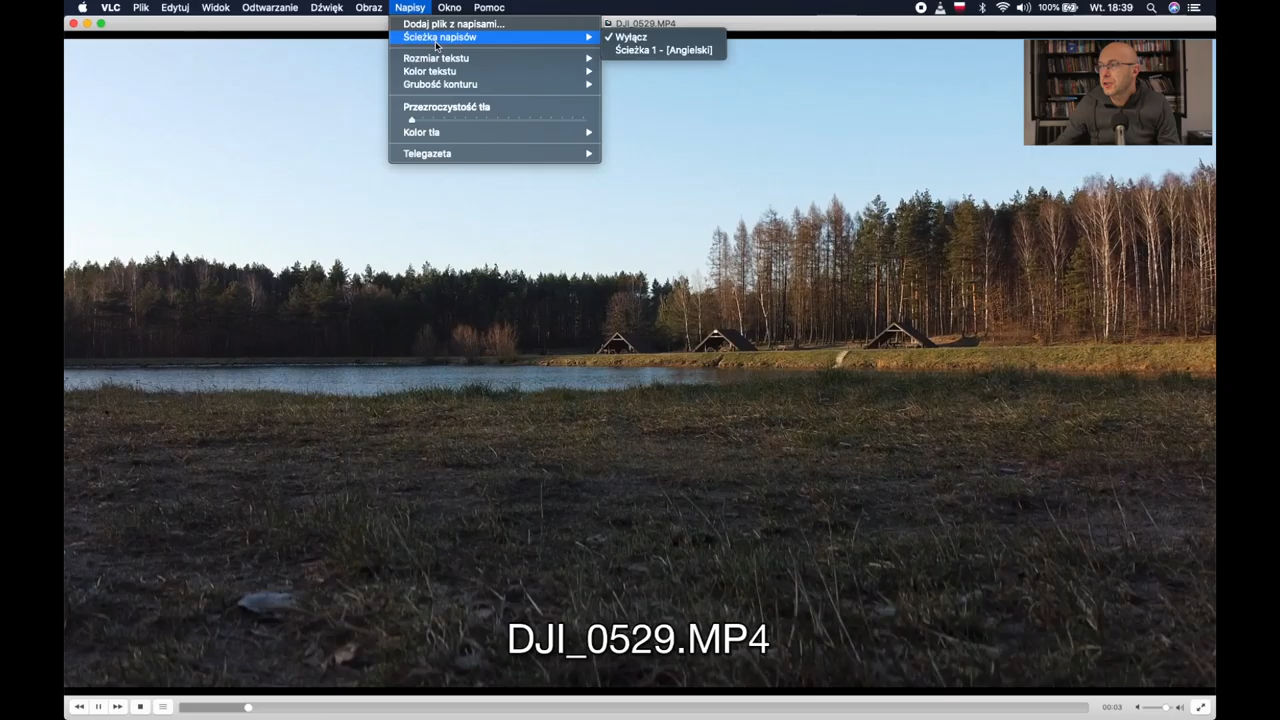 VLC Plik Edytuj Widok Odtwarzanie Dźwięk Obraz Napisy Okno Pomoc 100% Wt. 18:39
DJI_0529.MP4
Dodaj plik z napisami...
Ścieżka napisów
Wyłącz
Ścieżka 1 - [Angielski]
Rozmiar tekstu
Kolor tekstu
Grubość konturu
Przezroczystość tła
Kolor tła
Telegazeta
DJI_0529.MP4
00:03